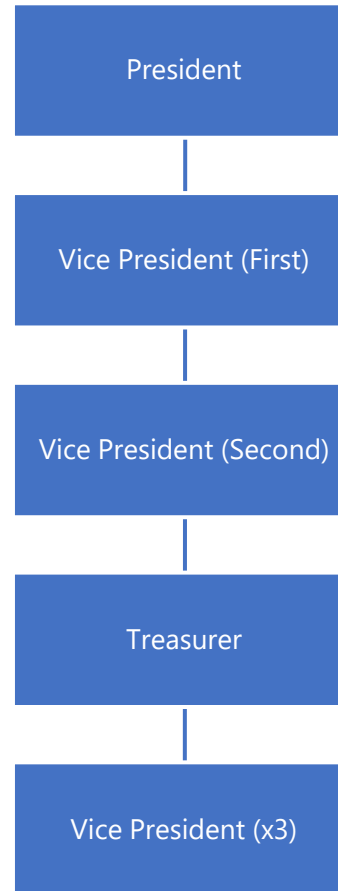 President
Vice President (First)
Vice President (Second)
Treasurer
Vice President (x3)